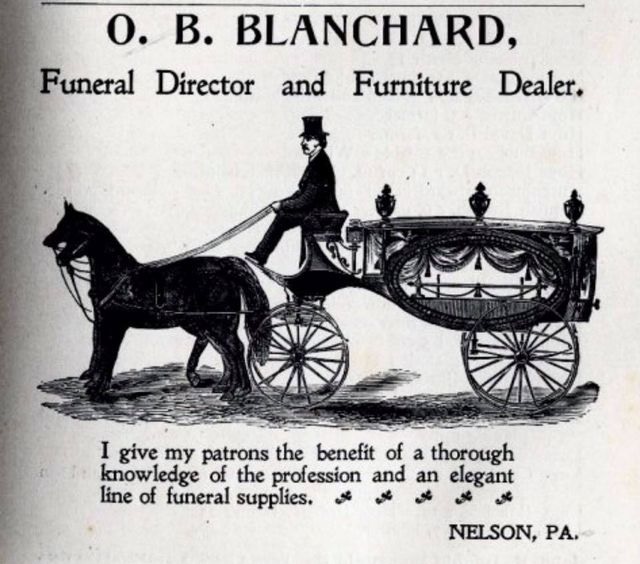 O. B. BLANCHARD,
Funeral Director and Furniture Dealer.
I give my patrons the benefit of a thorough
knowledge of the profession and an elegant
line of funeral supplies.
NELSON, PA.